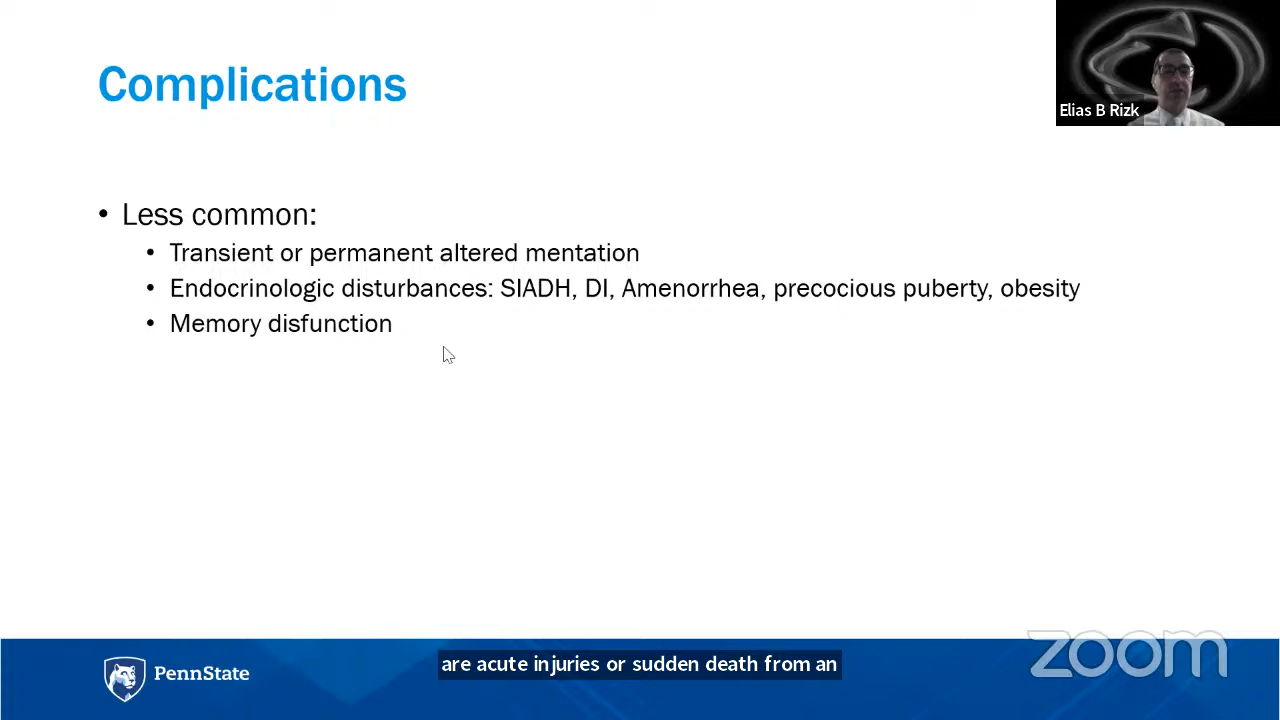 Complications
Elias B Rizk
• Less common:
• Transient or permanent altered mentation
• Endocrinologic disturbances: SIADH, DI, Amenorrhea, precocious puberty, obesity
• Memory disfunction
PennState
are acute injuries or sudden death from an
zoom